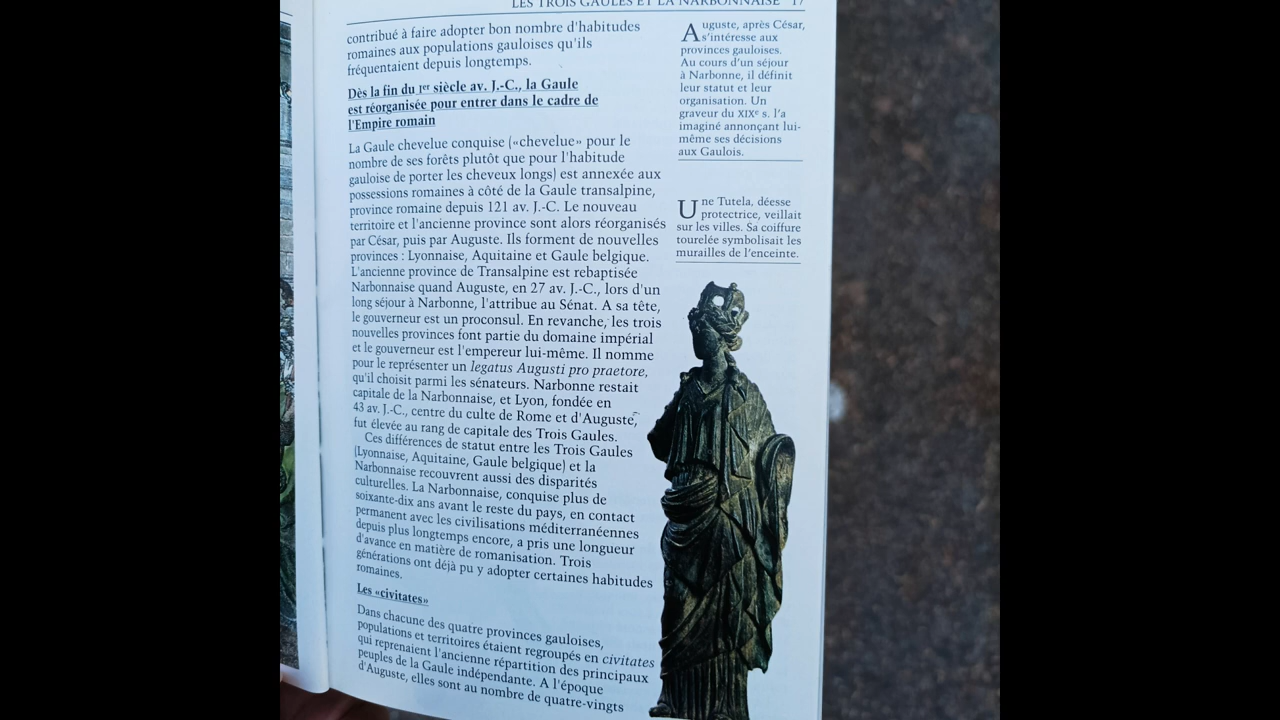 LES TROIS GAULES ET LA NARBONNAISE 17
contribué à faire adopter bon nombre d'habitudes
romaines aux populations gauloises qu'ils
fréquentaient depuis longtemps.
Dès la fin du Ier siècle av. J.-C., la Gaule
est réorganisée pour entrer dans le cadre de
l'Empire romain
La Gaule chevelue conquise («chevelue» pour le
nombre de ses forêts plutôt que pour l'habitude
gauloise de porter les cheveux longs) est annexée aux
possessions romaines à côté de la Gaule transalpine,
province romaine depuis 121 av. J.-C. Le nouveau
territoire et l'ancienne province sont alors réorganisés
par César, puis par Auguste. Ils forment de nouvelles
provinces : Lyonnaise, Aquitaine et Gaule belgique.
L'ancienne province de Transalpine est rebaptisée
Narbonnaise quand Auguste, en 27 av. J.-C., lors d'un
long séjour à Narbonne, l'attribue au Sénat. A sa tête,
le gouverneur est un proconsul. En revanche, les trois
nouvelles provinces font partie du domaine impérial
et le gouverneur est l'empereur lui-même. Il nomme
pour le représenter un legatus Augusti pro praetore,
qu'il choisit parmi les sénateurs. Narbonne restait
capitale de la Narbonnaise, et Lyon, fondée en
43 av. J.-C., centre du culte de Rome et d'Auguste,
fut élevée au rang de capitale des Trois Gaules.
Ces différences de statut entre les Trois Gaules
(Lyonnaise, Aquitaine, Gaule belgique) et la
Narbonnaise recouvrent aussi des disparités
culturelles. La Narbonnaise, conquise plus de
soixante-dix ans avant le reste du pays, en contact
permanent avec les civilisations méditerranéennes
depuis plus longtemps encore, a pris une longueur
d'avance en matière de romanisation. Trois
générations ont déjà pu y adopter certaines habitudes
romaines.
Les «civitates»
Dans chacune des quatre provinces gauloises,
populations et territoires étaient regroupés en civitates
qui reprenaient l'ancienne répartition des principaux
peuples de la Gaule indépendante. A l'époque
d'Auguste, elles sont au nombre de quatre-vingts
Auguste, après César,
s'intéresse aux
provinces gauloises.
Au cours d'un séjour
à Narbonne, il définit
leur statut et leur
organisation. Un
graveur du XIXe s. l'a
imaginé annonçant lui-
même ses décisions
aux Gaulois.
Une Tutela, déesse
protectrice, veillait
sur les villes. Sa coiffure
tourelée symbolisait les
murailles de l'enceinte.